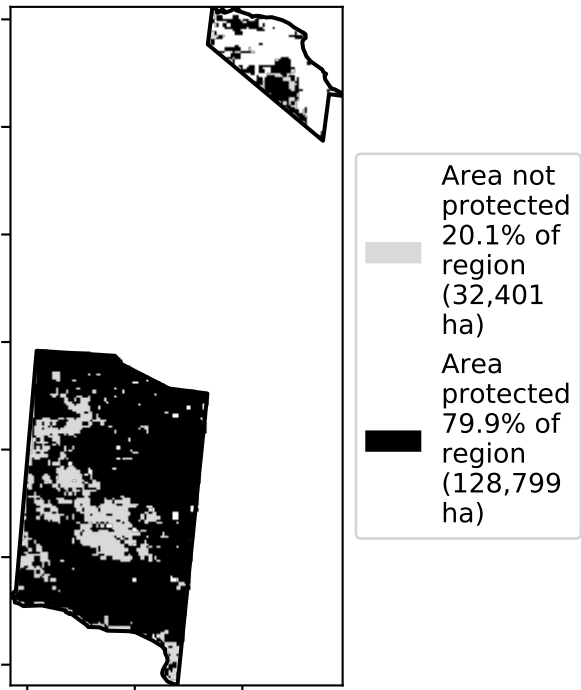 Area not
protected
20.1% of
region
(32,401
ha)
Area
protected
79.9% of
region
(128,799
ha)